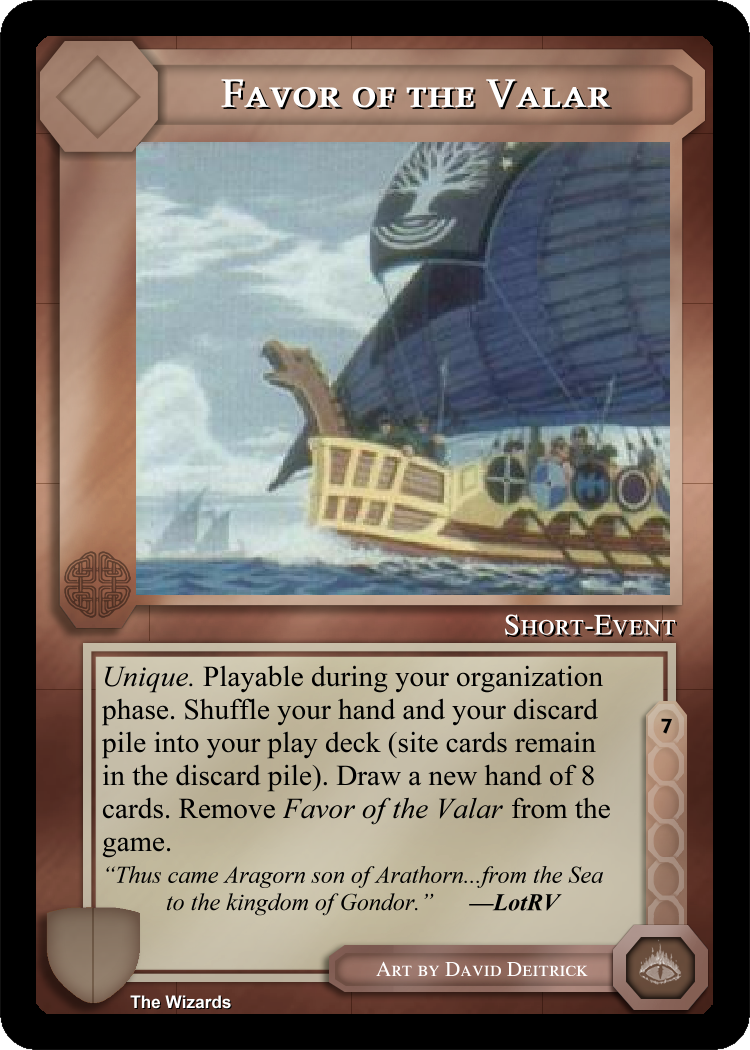 Favor of the Valar
Short-Event
Unique. Playable during your organization
phase. Shuffle your hand and your discard
pile into your play deck (site cards remain
in the discard pile). Draw a new hand of 8
cards. Remove Favor of the Valar from the
game.
7
“Thus came Aragorn son of Arathorn...from the Sea
to the kingdom of Gondor.” —LotRV
Art by David Deitrick
The Wizards